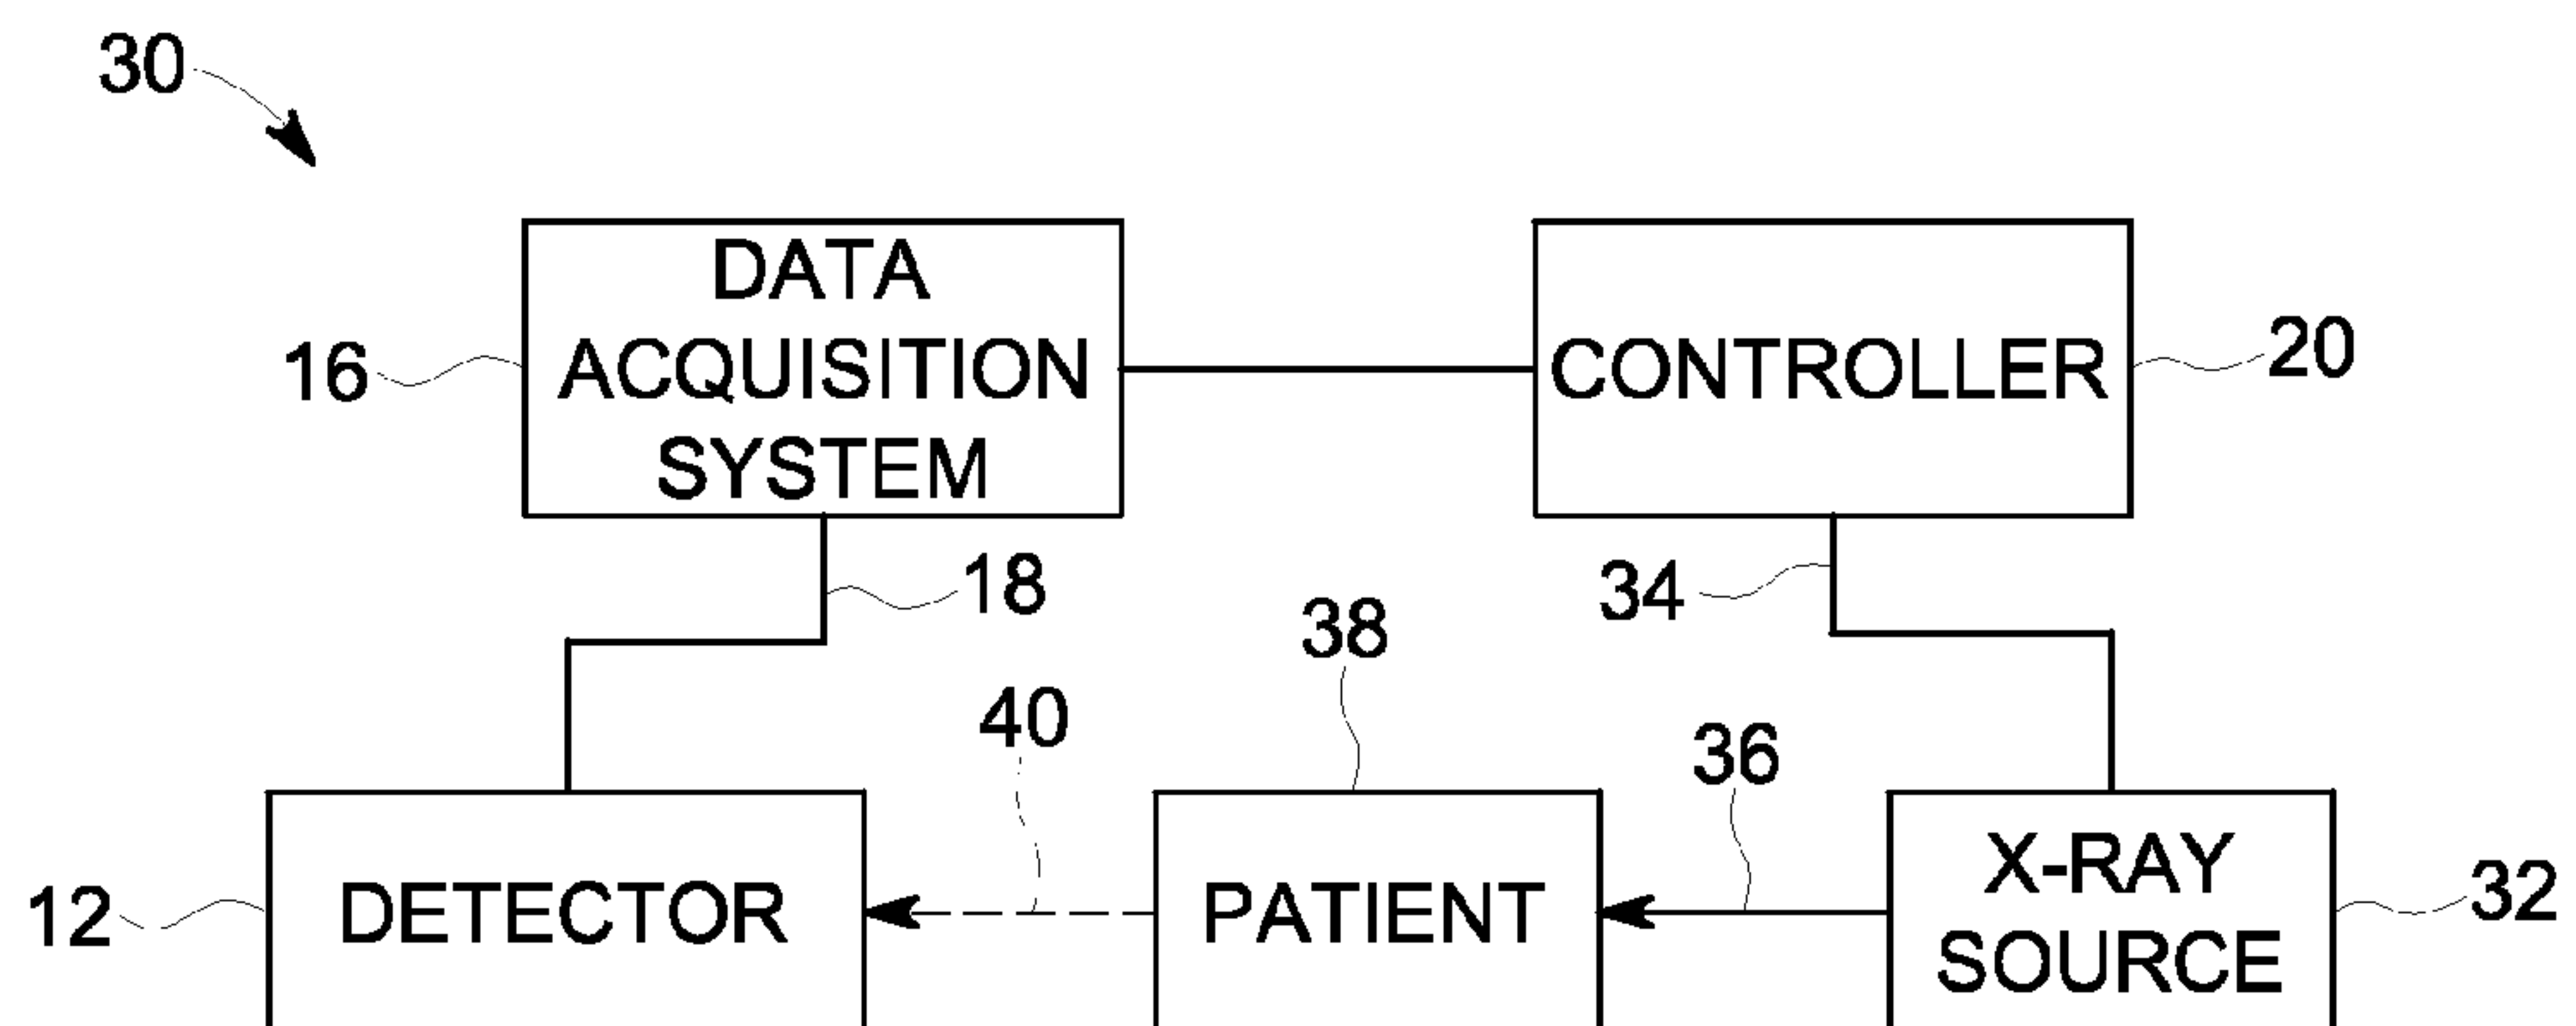 30
DATA
ACQUISITION
SYSTEM
16
CONTROLLER
20
18
34
38
40
36
12
DETECTOR
PATIENT
X-RAY
SOURCE
32